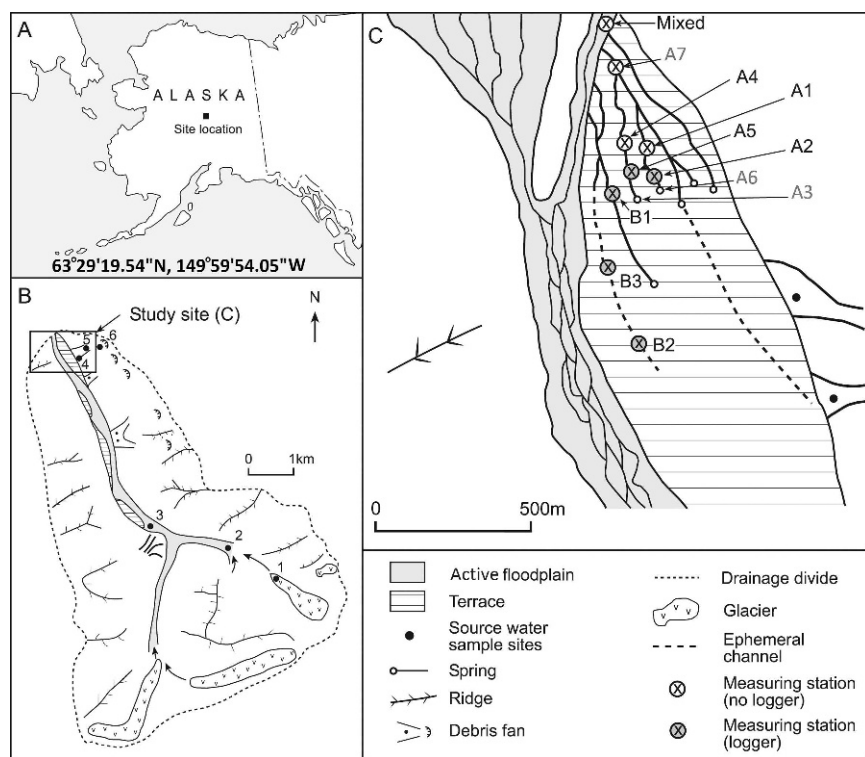 A
ALASKA
Site location
63°29'19.54"N, 149°59'54.05"W
B
Study site (C)
N
5
6
4
0 1km
3
2
1
C
Mixed
A7
A4
A1
A5
A2
A6
A3
B1
B3
B2
0 500m
Active floodplain
Terrace
Source water
sample sites
Spring
Ridge
Debris fan
Drainage divide
Glacier
Ephemeral
channel
Measuring station
(no logger)
Measuring station
(logger)